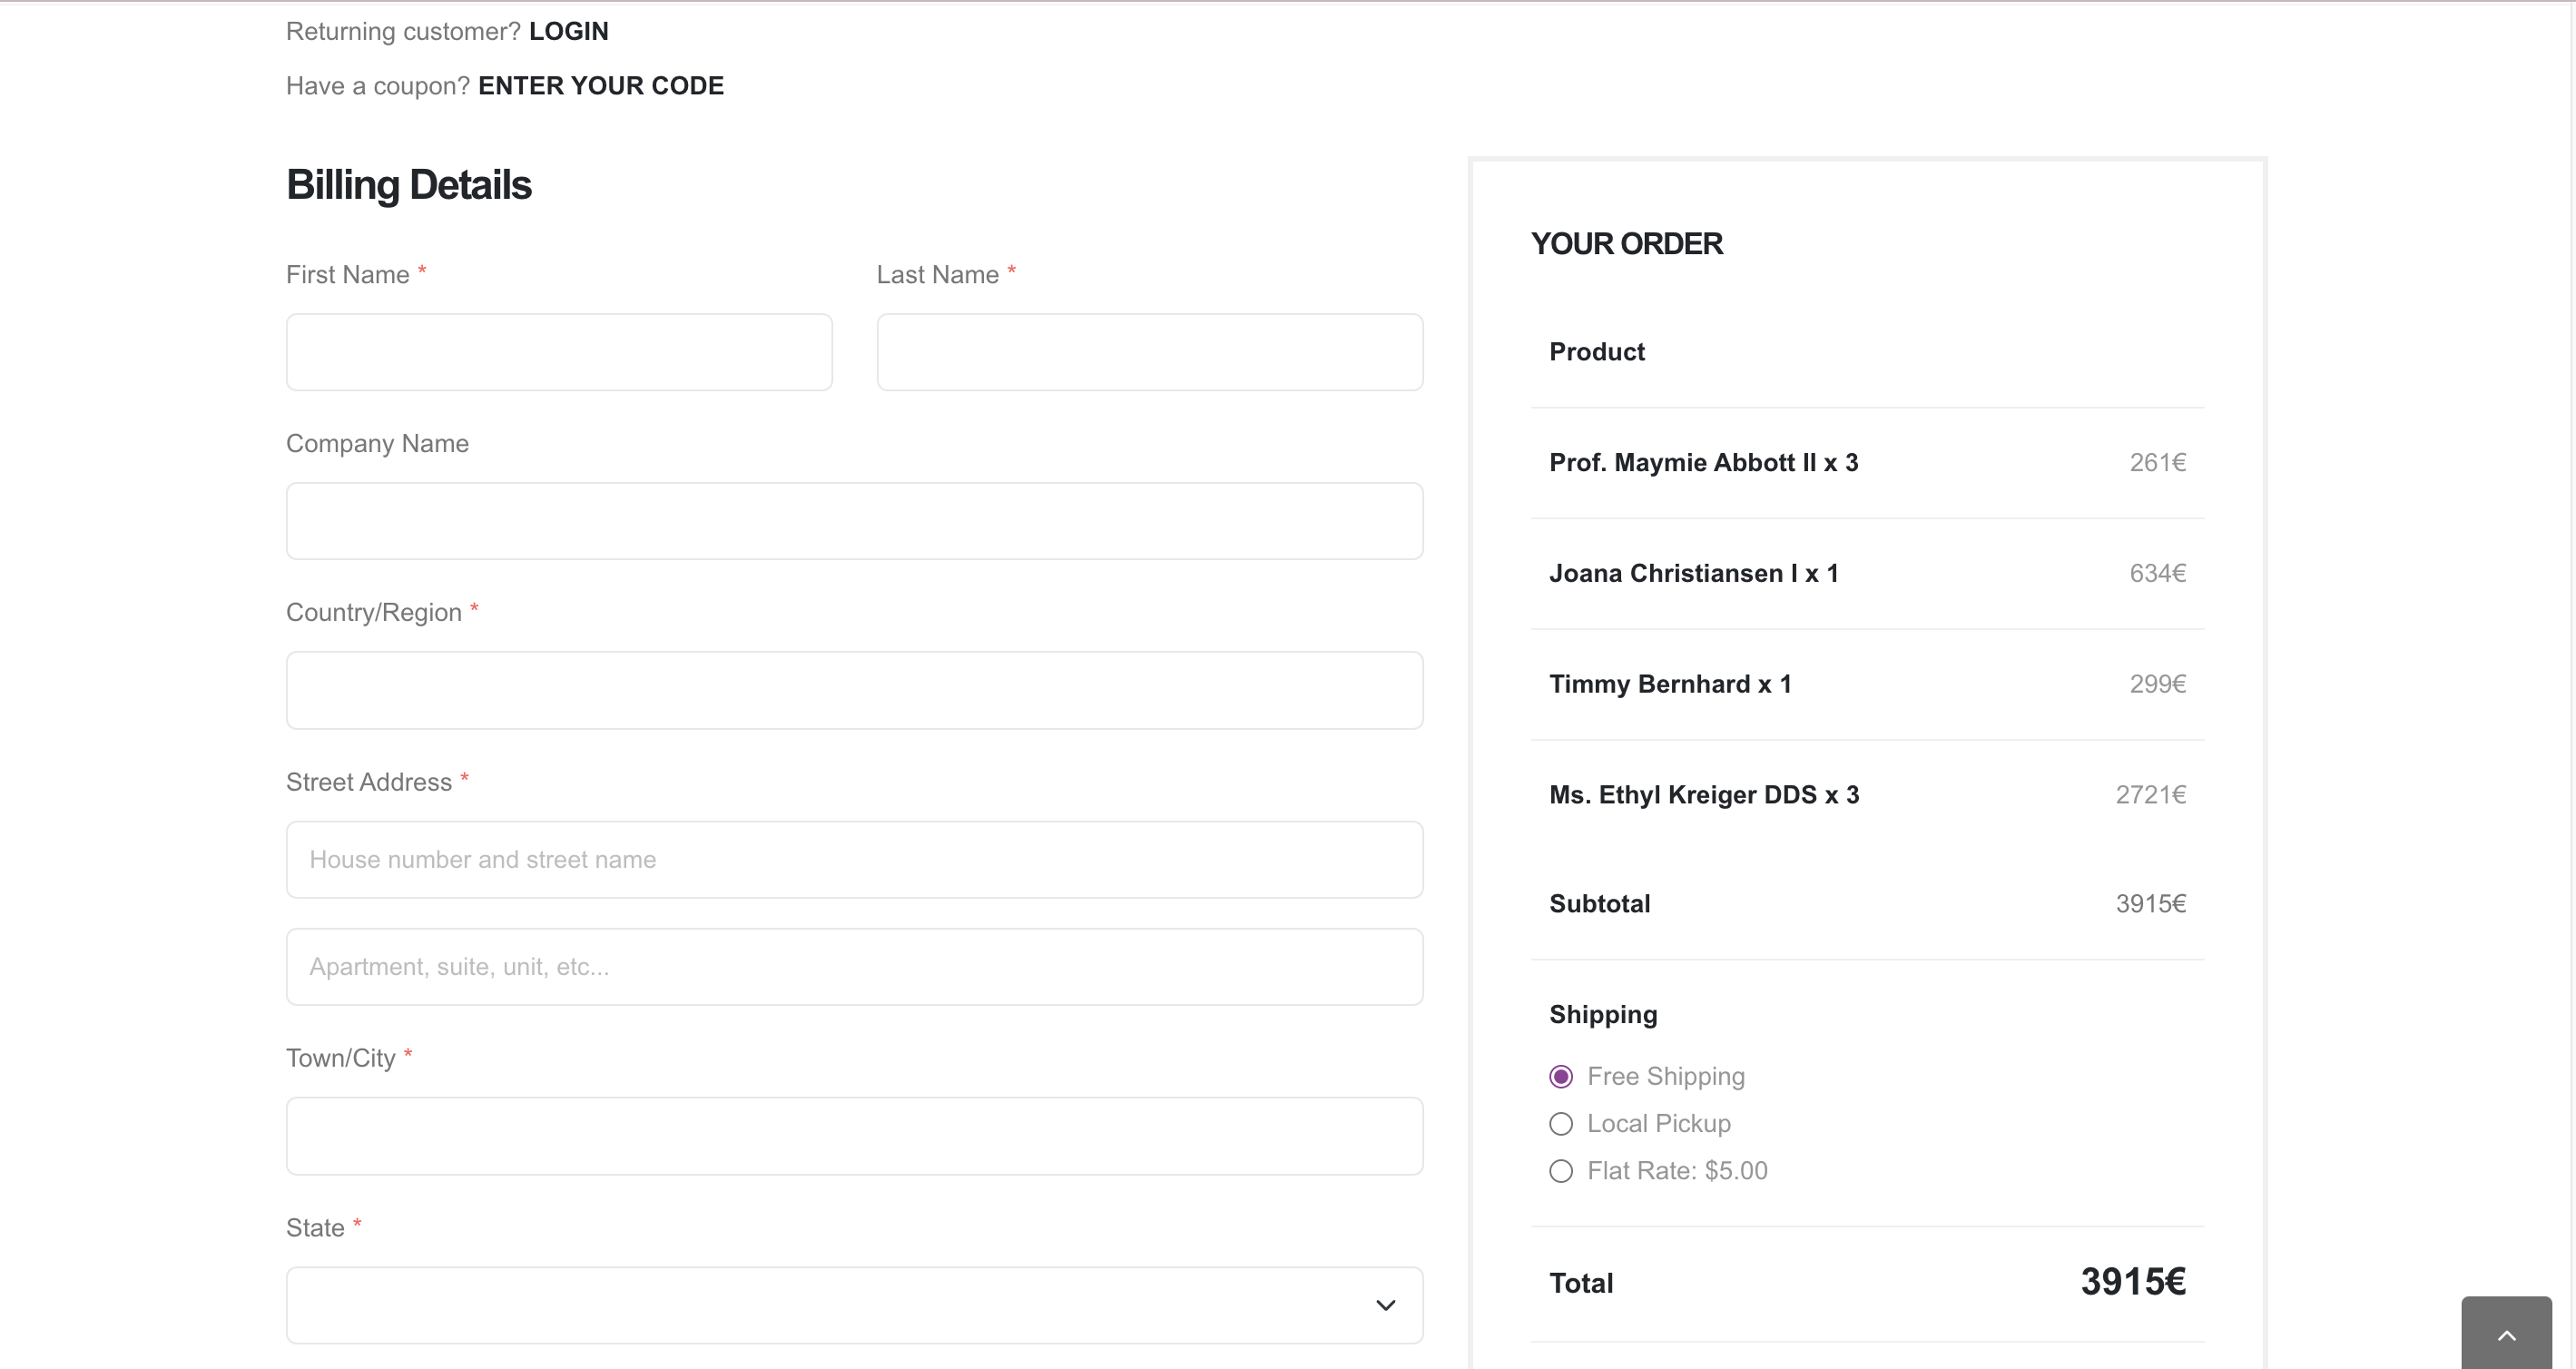 Returning customer? LOGIN
Have a coupon? ENTER YOUR CODE
Billing Details
First Name *
Last Name *
Company Name
Country/Region *
Street Address *
House number and street name
Apartment, suite, unit, etc...
Town/City *
State *
YOUR ORDER
Product
Prof. Maymie Abbott II x 3 261€
Joana Christiansen I x 1 634€
Timmy Bernhard x 1 299€
Ms. Ethyl Kreiger DDS x 3 2721€
Subtotal 3915€
Shipping
Free Shipping
Local Pickup
Flat Rate: $5.00
Total 3915€